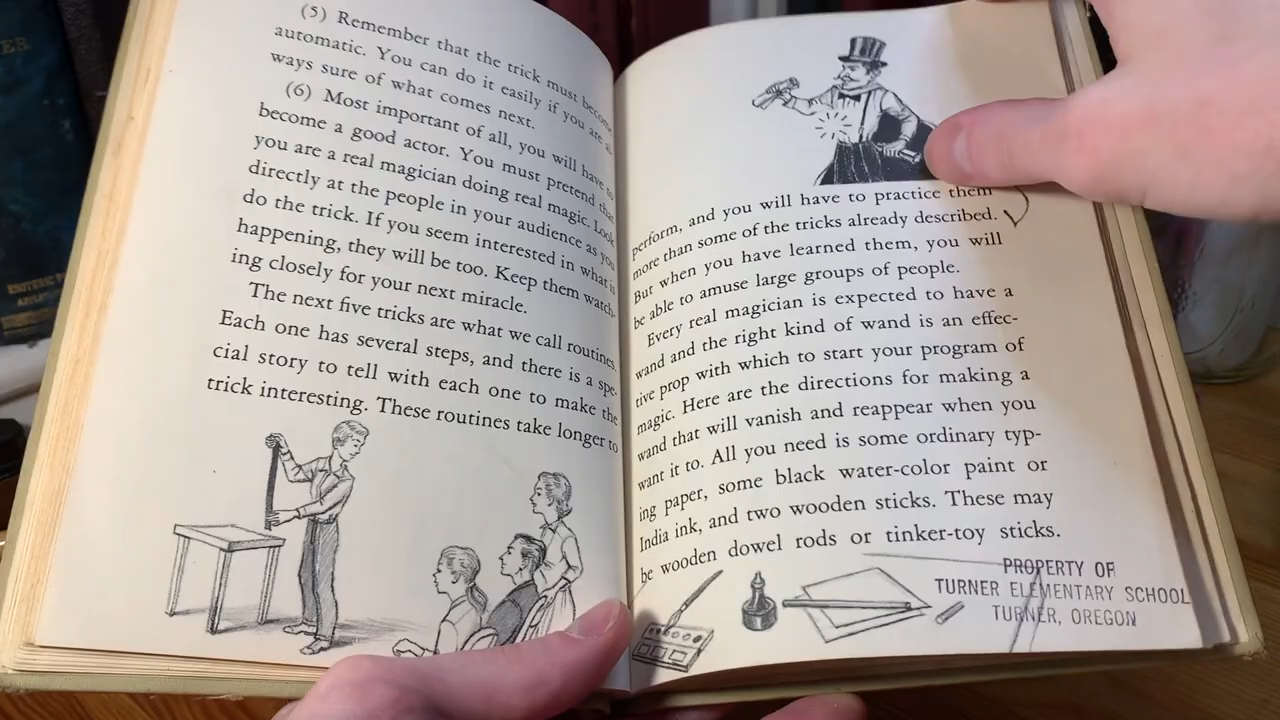 (5) Remember that the trick must become
automatic. You can do it easily if you are al-
ways sure of what comes next.
(6) Most important of all, you will have to
become a good actor. You must pretend that
you are a real magician doing real magic. Look
directly at the people in your audience as you
do the trick. If you seem interested in what is
happening, they will be too. Keep them watch-
ing closely for your next miracle.
The next five tricks are what we call routines.
Each one has several steps, and there is a spe-
cial story to tell with each one to make the
trick interesting. These routines take longer to
perform, and you will have to practice them
more than some of the tricks already described.
But when you have learned them, you will
be able to amuse large groups of people.
Every real magician is expected to have a
wand and the right kind of wand is an effec-
tive prop with which to start your program of
magic. Here are the directions for making a
wand that will vanish and reappear when you
want it to. All you need is some ordinary typ-
ing paper, some black water-color paint or
India ink, and two wooden sticks. These may
be wooden dowel rods or tinker-toy sticks.
PROPERTY OF
TURNER ELEMENTARY SCHOOL
TURNER, OREGON